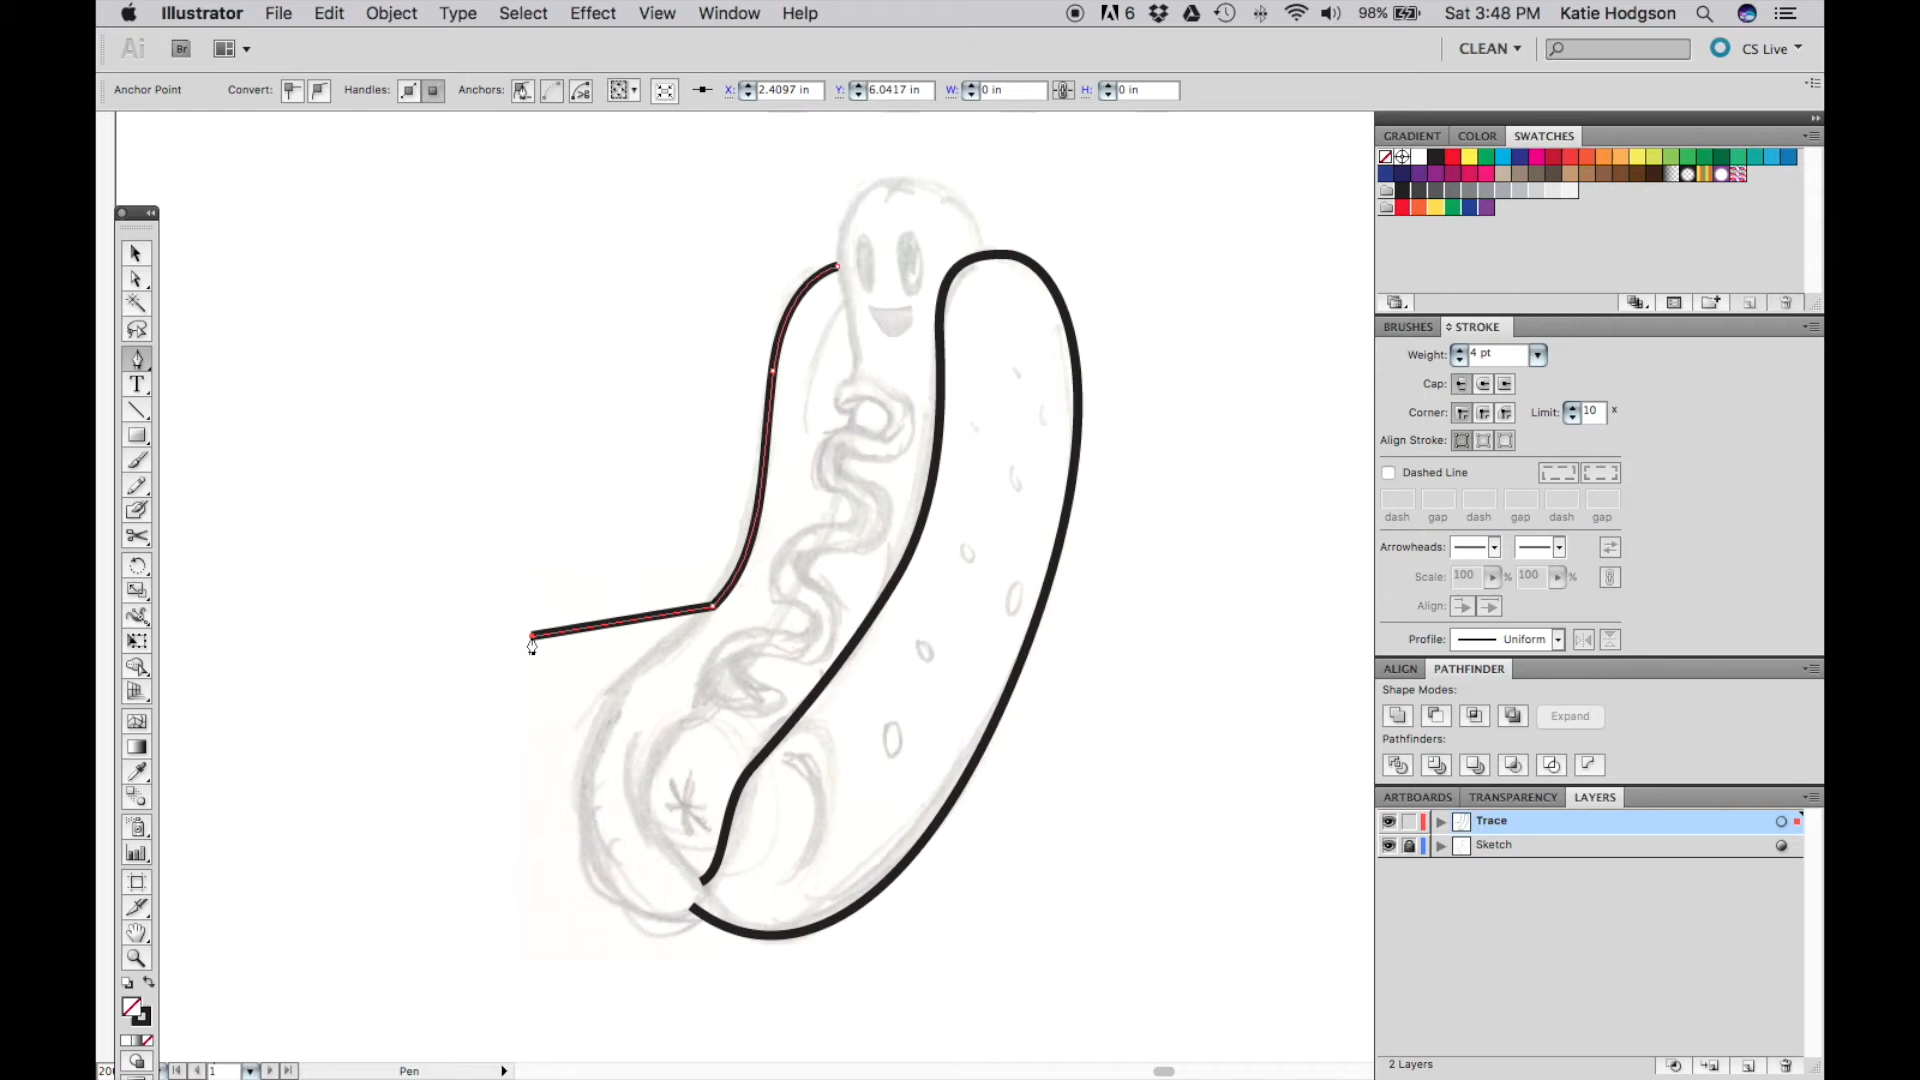 Illustrator File Edit Object Type Select Effect View Window Help 6 98% Sat 3:48 PM Katie Hodgson
Ai Br CLEAN CS Live
Anchor Point Convert: Handles: Anchors: X: 2.4097 in Y: 6.0417 in W: 0 in H: 0 in
GRADIENT COLOR SWATCHES
BRUSHES STROKE
Weight: 4 pt
Cap:
Corner: Limit: 10 x
Align Stroke:
Dashed Line
dash gap dash gap dash gap
Arrowheads:
Scale: 100 % 100 %
Align:
Profile: Uniform
ALIGN PATHFINDER
Shape Modes:
Expand
Pathfinders:
ARTBOARDS TRANSPARENCY LAYERS
Trace
Sketch
2 Layers
1 Pen